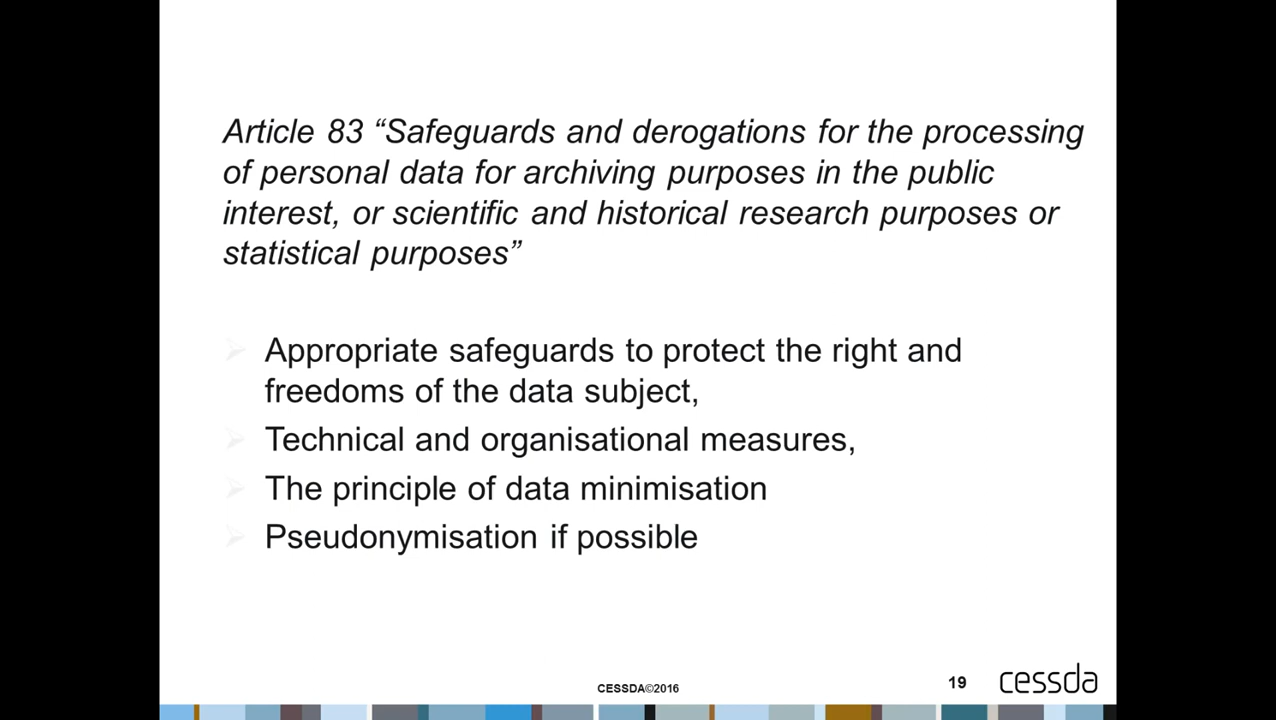 Article 83 “Safeguards and derogations for the processing
of personal data for archiving purposes in the public
interest, or scientific and historical research purposes or
statistical purposes”
Appropriate safeguards to protect the right and
freedoms of the data subject,
Technical and organisational measures,
The principle of data minimisation
Pseudonymisation if possible
CESSDA©2016
19
cessda